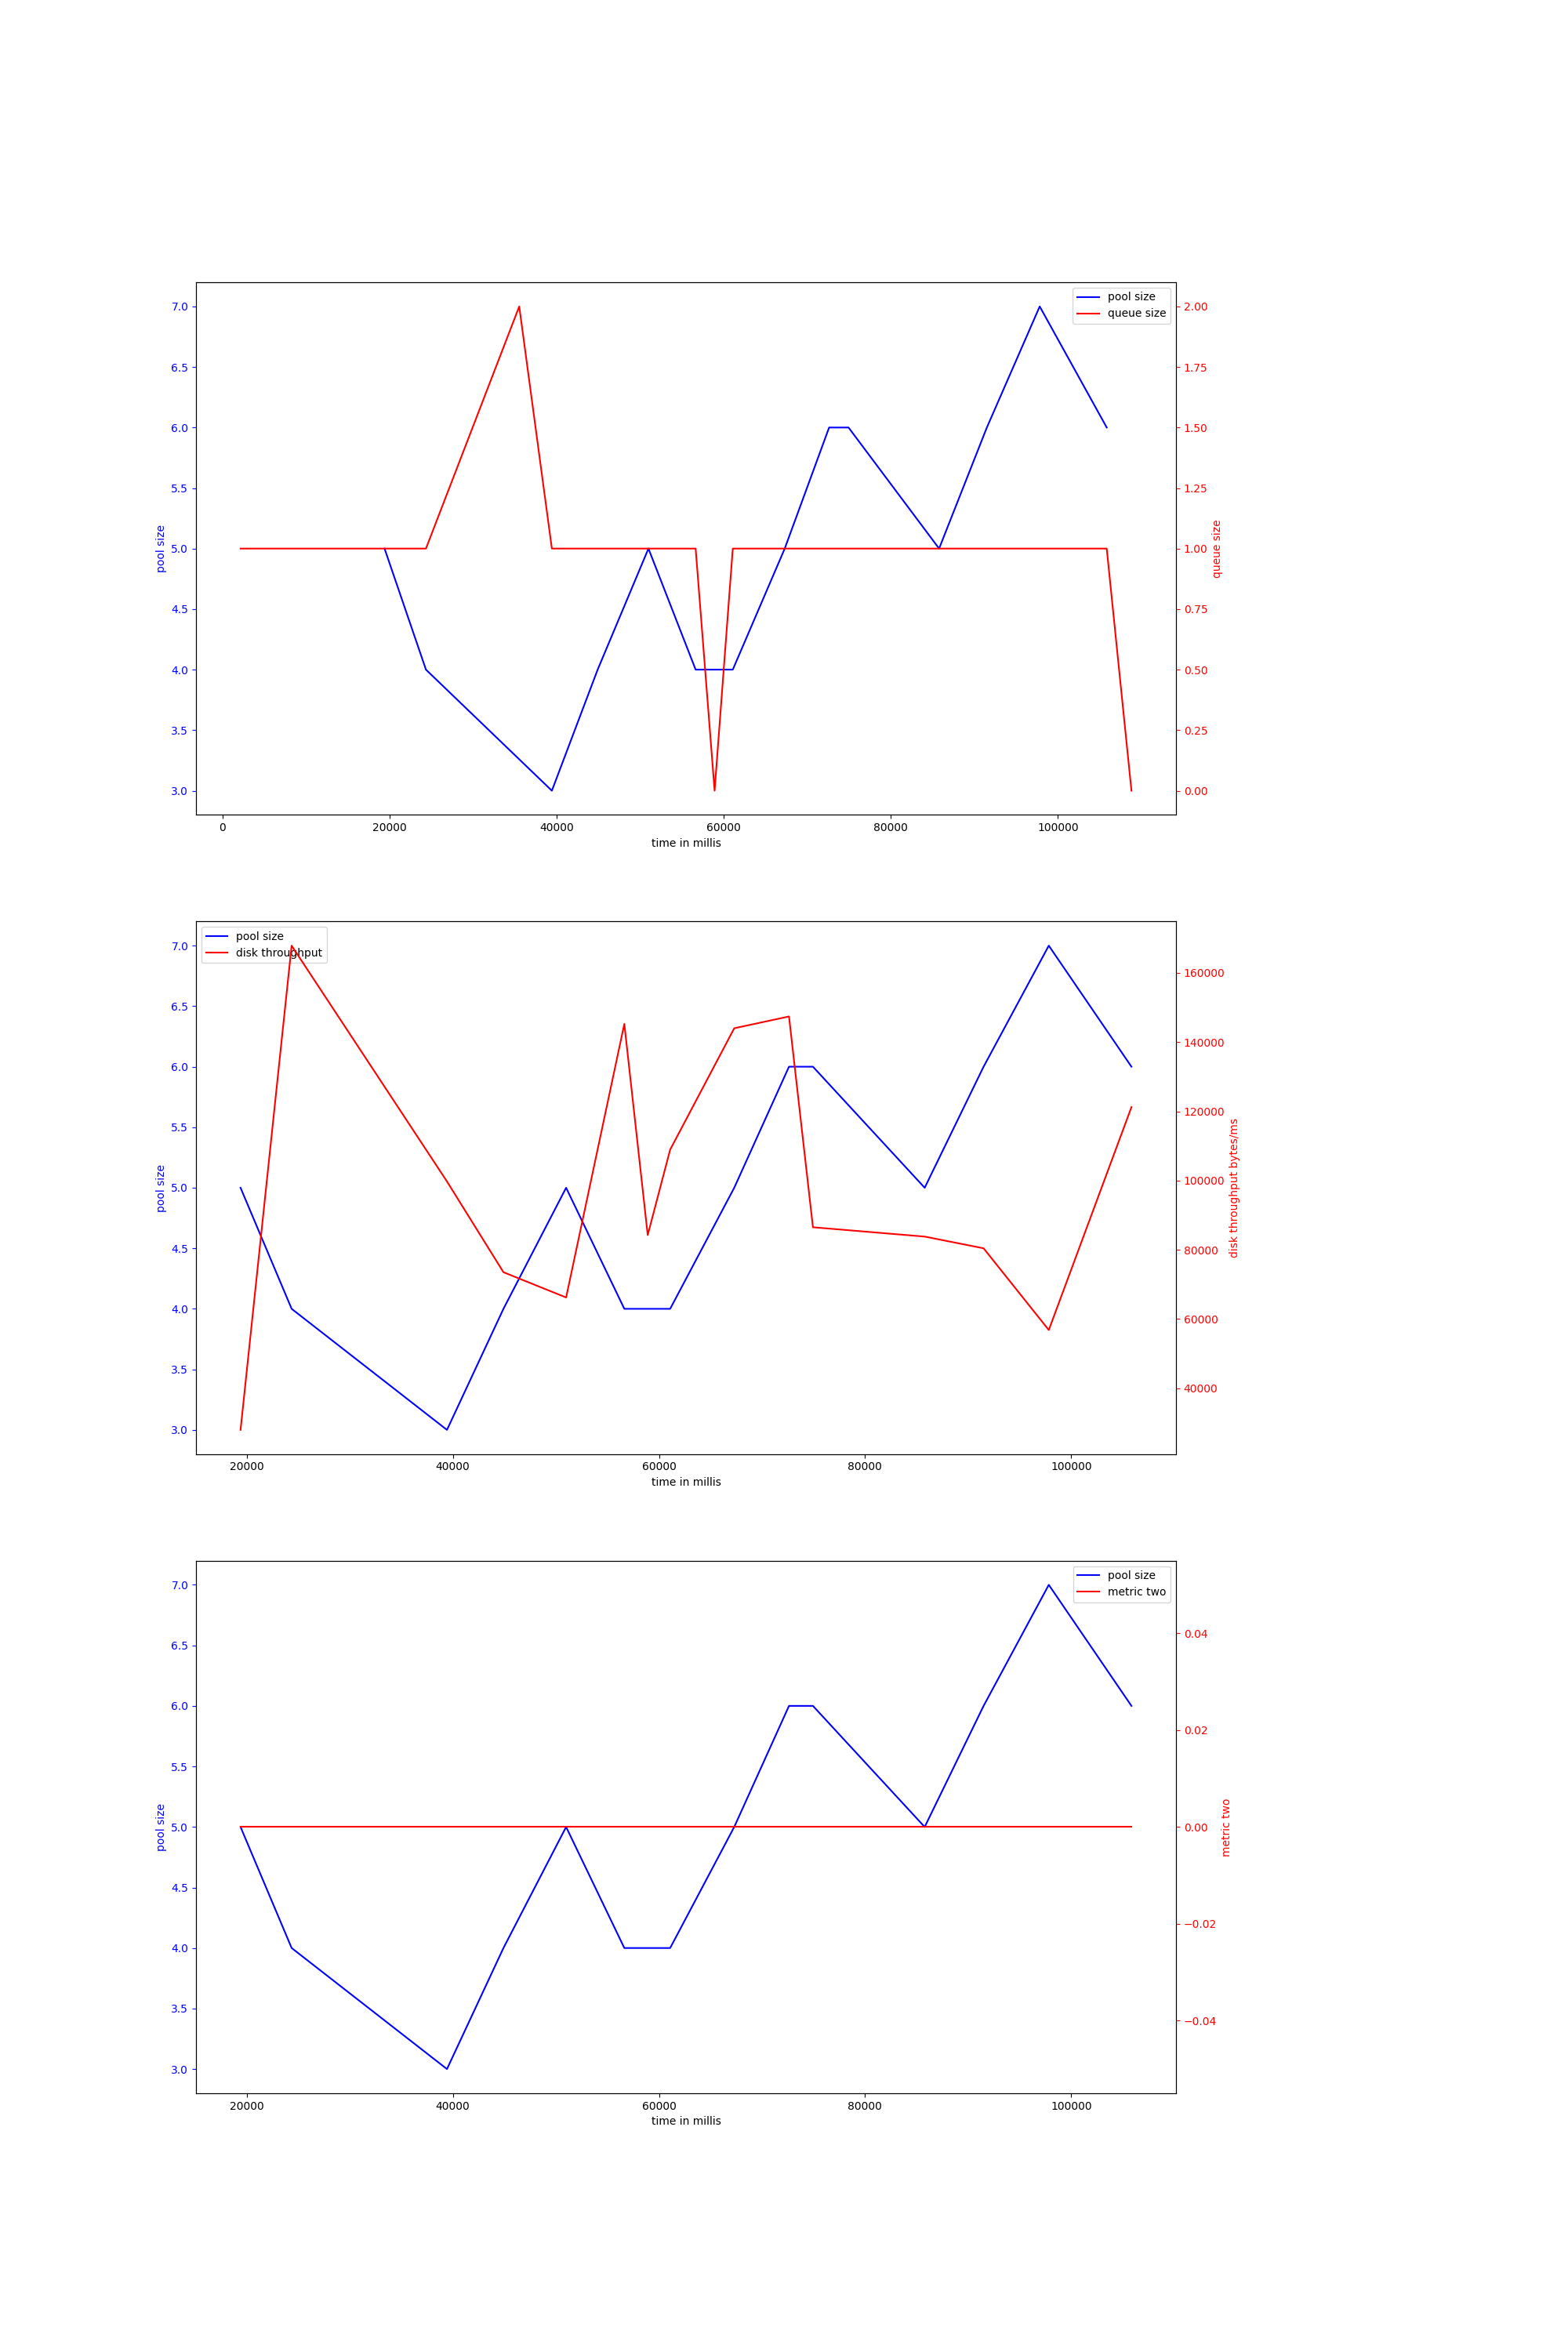 pool size
queue size
7.0
6.5
6.0
5.5
5.0
4.5
4.0
3.5
3.0
pool size
2.00
1.75
1.50
1.25
1.00
0.75
0.50
0.25
0.00
queue size
0 20000 40000 60000 80000 100000
time in millis
pool size
disk throughput
7.0
6.5
6.0
5.5
5.0
4.5
4.0
3.5
3.0
pool size
160000
140000
120000
100000
80000
60000
40000
disk throughput bytes/ms
20000 40000 60000 80000 100000
time in millis
pool size
metric two
7.0
6.5
6.0
5.5
5.0
4.5
4.0
3.5
3.0
pool size
0.04
0.02
0.00
−0.02
−0.04
metric two
20000 40000 60000 80000 100000
time in millis